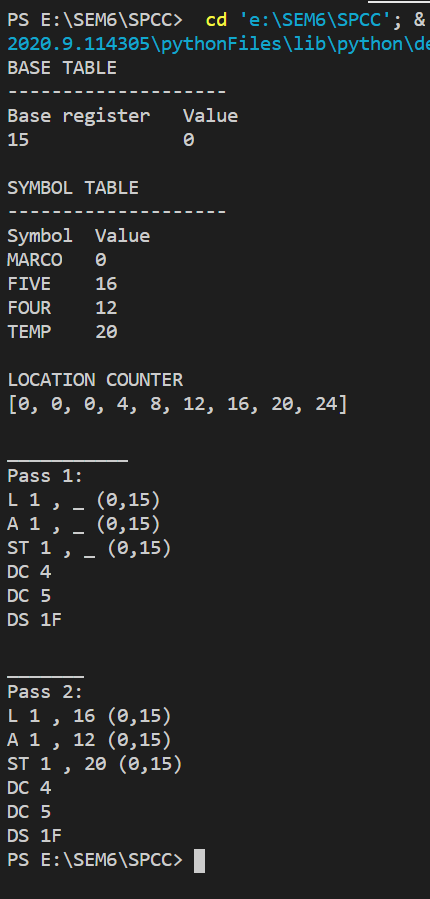 PS E:\SEM6\SPCC>  cd 'e:\SEM6\SPCC'; &
2020.9.114305\pythonFiles\lib\python\de
BASE TABLE
--------------------
Base register   Value
15              0
SYMBOL TABLE
--------------------
Symbol  Value
MARCO   0
FIVE    16
FOUR    12
TEMP    20
LOCATION COUNTER
[0, 0, 0, 4, 8, 12, 16, 20, 24]
___________
Pass 1:
L 1 , _ (0,15)
A 1 , _ (0,15)
ST 1 , _ (0,15)
DC 4
DC 5
DS 1F
_______
Pass 2:
L 1 , 16 (0,15)
A 1 , 12 (0,15)
ST 1 , 20 (0,15)
DC 4
DC 5
DS 1F
PS E:\SEM6\SPCC>